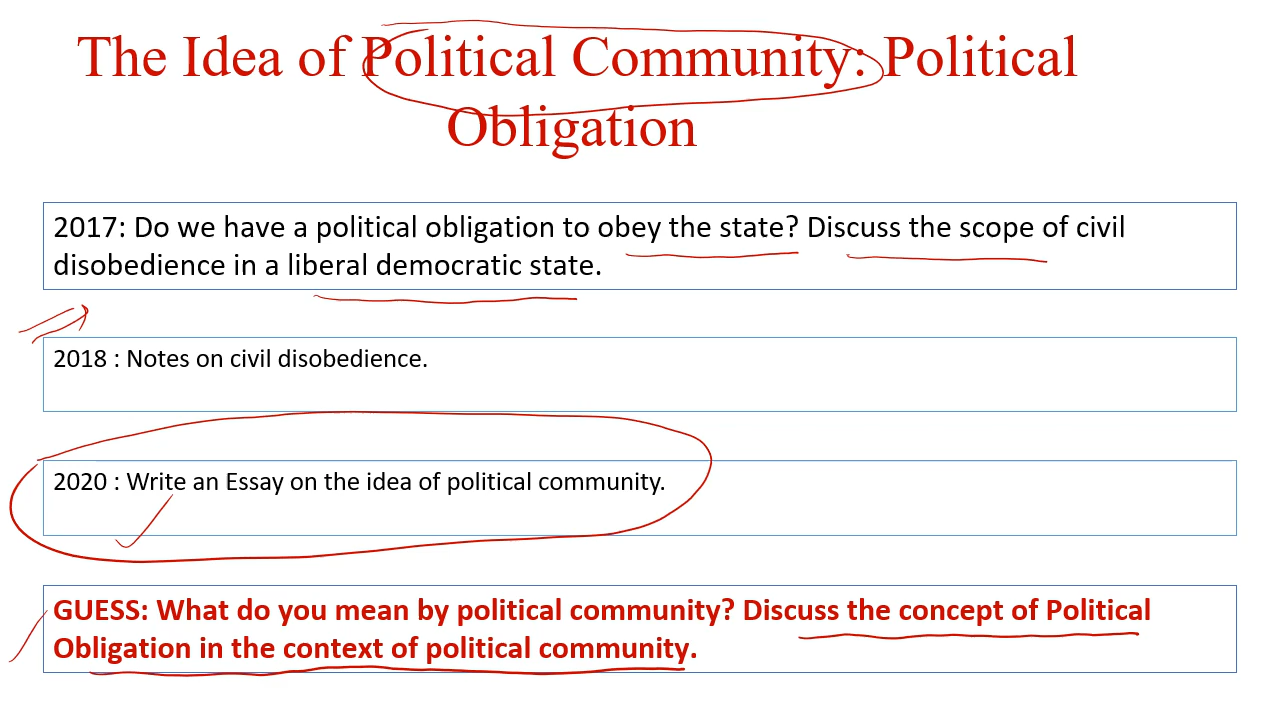 The Idea of Political Community: Political
Obligation
2017: Do we have a political obligation to obey the state? Discuss the scope of civil
disobedience in a liberal democratic state.
2018 : Notes on civil disobedience.
2020 : Write an Essay on the idea of political community.
GUESS: What do you mean by political community? Discuss the concept of Political
Obligation in the context of political community.